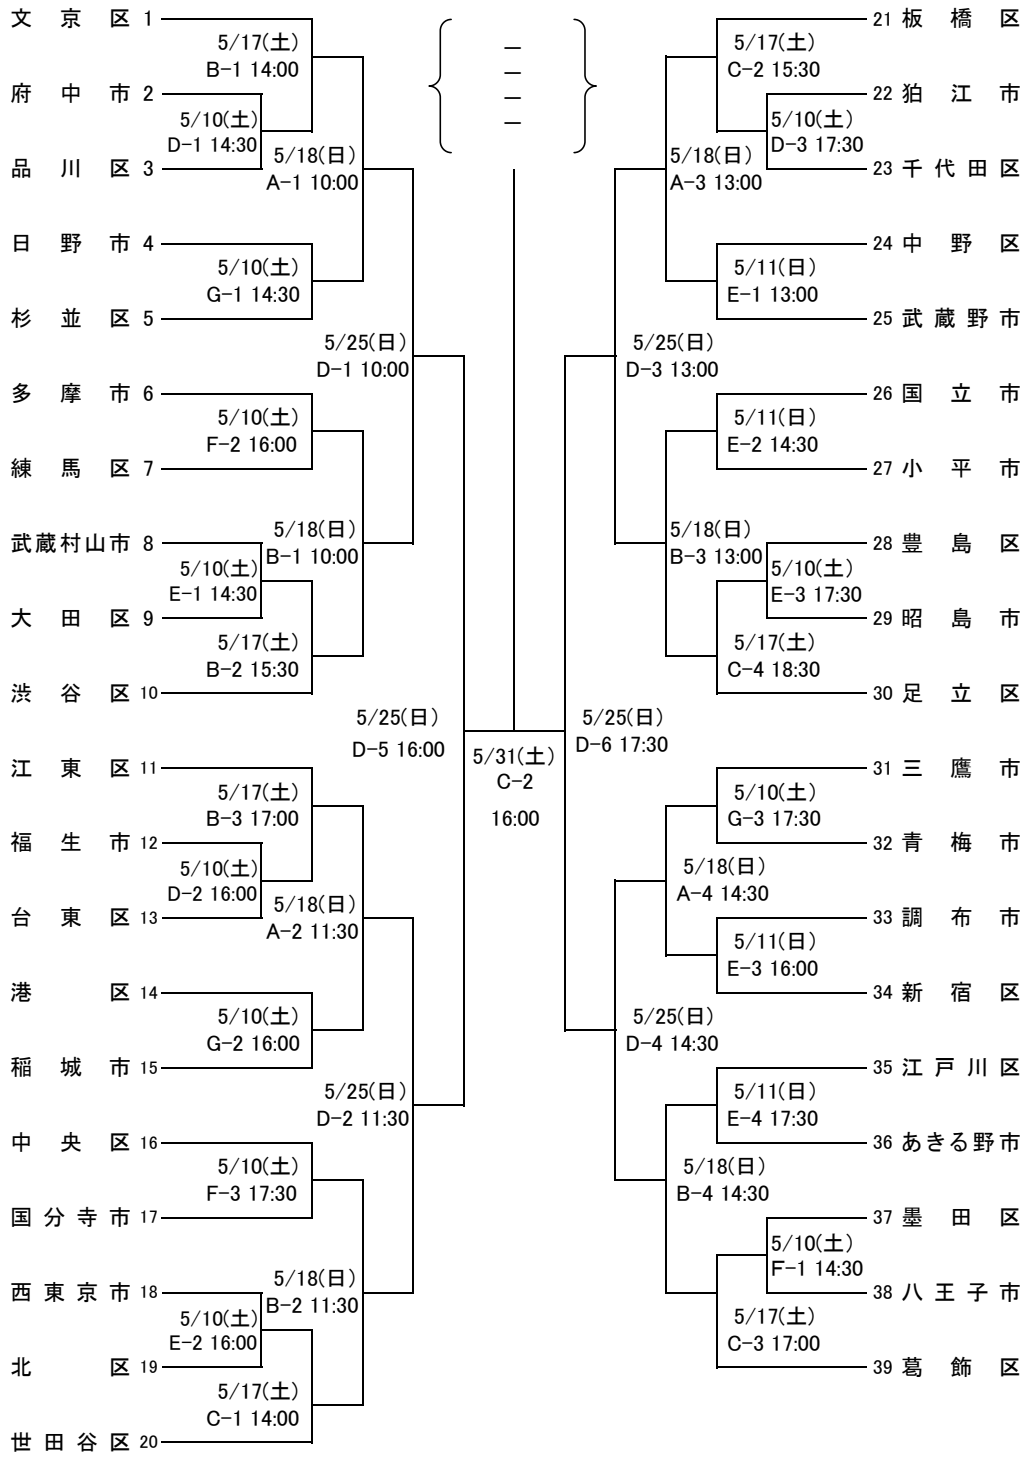 文京区 1
5/17(土)
B-1 14:00
府中市 2
5/10(土)
D-1 14:30
品川区 3
5/18(日)
A-1 10:00
日野市 4
5/10(土)
G-1 14:30
杉並区 5
5/25(日)
D-1 10:00
多摩市 6
5/10(土)
F-2 16:00
練馬区 7
5/18(日)
B-1 10:00
武蔵村山市 8
5/10(土)
E-1 14:30
大田区 9
5/17(土)
B-2 15:30
渋谷区 10
5/25(日)
D-5 16:00
江東区 11
5/17(土)
B-3 17:00
福生市 12
5/10(土)
D-2 16:00
台東区 13
5/18(日)
A-2 11:30
港区 14
5/10(土)
G-2 16:00
稲城市 15
5/25(日)
D-2 11:30
中央区 16
5/10(土)
F-3 17:30
国分寺市 17
5/18(日)
B-2 11:30
西東京市 18
5/10(土)
E-2 16:00
北区 19
5/17(土)
C-1 14:00
世田谷区 20
{ － }
－
－
－
5/31(土)
C-2
16:00
21 板橋区
5/17(土)
C-2 15:30
22 狛江市
5/10(土)
D-3 17:30
23 千代田区
5/18(日)
A-3 13:00
24 中野区
5/11(日)
E-1 13:00
25 武蔵野市
5/25(日)
D-3 13:00
26 国立市
5/11(日)
E-2 14:30
27 小平市
5/18(日)
B-3 13:00
28 豊島区
5/10(土)
E-3 17:30
29 昭島市
5/17(土)
C-4 18:30
30 足立区
5/25(日)
D-6 17:30
31 三鷹市
5/10(土)
G-3 17:30
32 青梅市
5/18(日)
A-4 14:30
33 調布市
5/11(日)
E-3 16:00
34 新宿区
5/25(日)
D-4 14:30
35 江戸川区
5/11(日)
E-4 17:30
36 あきる野市
5/18(日)
B-4 14:30
37 墨田区
5/10(土)
F-1 14:30
38 八王子市
5/17(土)
C-3 17:00
39 葛飾区